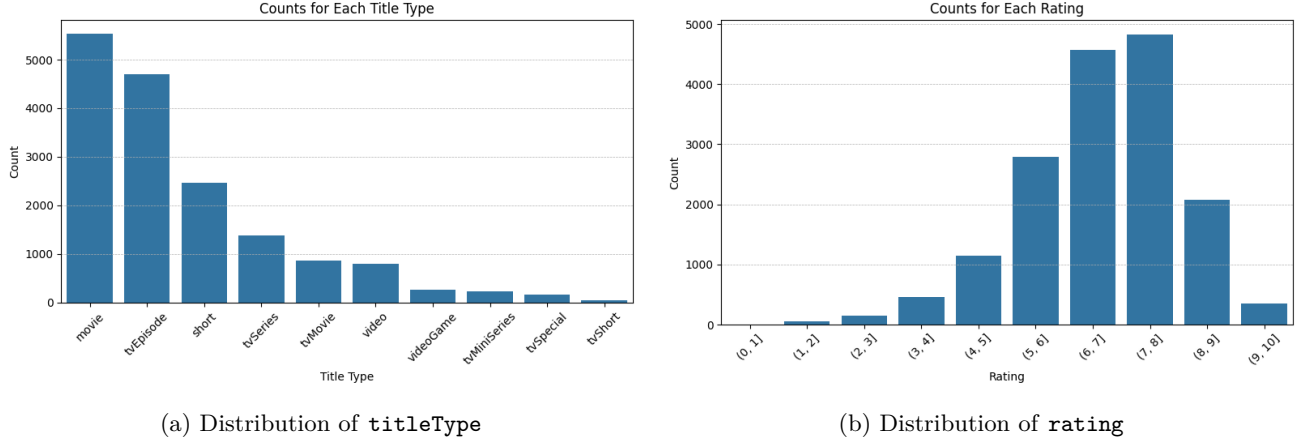 Counts for Each Title Type
Count
5000
4000
3000
2000
1000
0
movie
tvEpisode
short
tvSeries
tvMovie
video
videoGame
tvMiniSeries
tvSpecial
tvShort
Title Type
(a) Distribution of titleType
Counts for Each Rating
Count
5000
4000
3000
2000
1000
0
(0, 1]
(1, 2]
(2, 3]
(3, 4]
(4, 5]
(5, 6]
(6, 7]
(7, 8]
(8, 9]
(9, 10]
Rating
(b) Distribution of rating